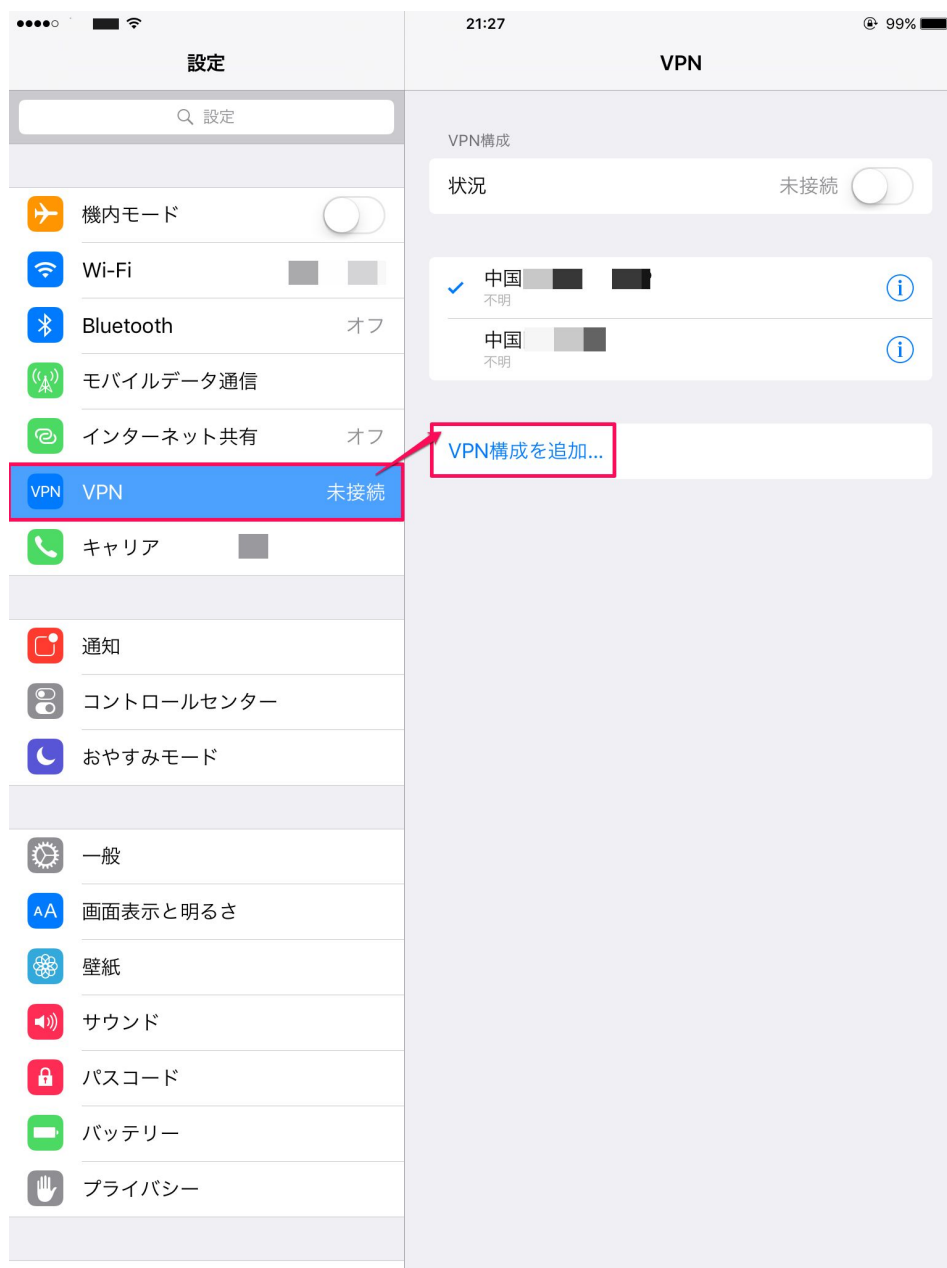 21:27
99%
設定
VPN
設定
VPN構成
状況 未接続
機内モード
中国
不明
Wi-Fi
中国
不明
Bluetooth オフ
モバイルデータ通信
インターネット共有 オフ
VPN構成を追加...
VPN VPN 未接続
キャリア
通知
コントロールセンター
おやすみモード
一般
AA 画面表示と明るさ
壁紙
サウンド
パスコード
バッテリー
プライバシー